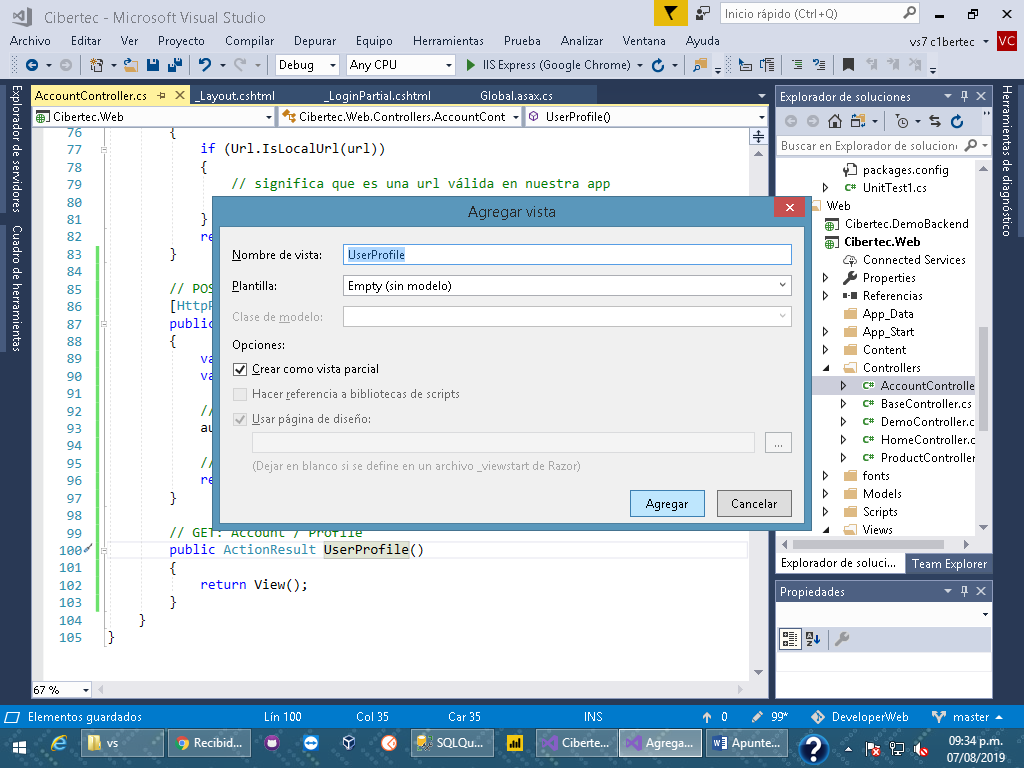 Cibertec - Microsoft Visual Studio
Inicio rápido (Ctrl+Q)
Archivo Editar Ver Proyecto Compilar Depurar Equipo Herramientas Prueba Analizar Ventana Ayuda
vs7 c1bertec VC
Debug Any CPU IIS Express (Google Chrome)
Explorador de servidores
Cuadro de herramientas
AccountController.cs _Layout.cshtml _LoginPartial.cshtml Global.asax.cs
Cibertec.Web Cibertec.Web.Controllers.AccountCont UserProfile()
76 {
77 if (Url.IsLocalUrl(url))
78 {
79 // significa que es una url válida en nuestra app
80
81 }
82 re
83 }
84
85 // POS
86 [HttpP
87 public
88 {
89 va
90 va
91
92 //
93 au
94
95 //
96 re
97 }
98
99 // GET: Account / Profile
100 public ActionResult UserProfile()
101 {
102 return View();
103 }
104 }
105 }
67 %
Agregar vista
Nombre de vista: UserProfile
Plantilla: Empty (sin modelo)
Clase de modelo:
Opciones:
Crear como vista parcial
Hacer referencia a bibliotecas de scripts
Usar página de diseño:
...
(Dejar en blanco si se define en un archivo _viewstart de Razor)
Agregar Cancelar
Explorador de soluciones
Buscar en Explorador de solucione
packages.config
C# UnitTest1.cs
Web
Cibertec.DemoBackend
Cibertec.Web
Connected Services
Properties
Referencias
App_Data
App_Start
Content
Controllers
C# AccountControlle
C# BaseController.cs
C# DemoController.c
C# HomeController.c
C# ProductController
fonts
Models
Scripts
Views
Explorador de soluci... Team Explorer
Propiedades
Herramientas de diagnóstico
Elementos guardados Lín 100 Col 35 Car 35 INS 0 99* DeveloperWeb master
vs Recibid... SQLQu... Ciberte... Agrega... Apunte...
09:34 p.m.
07/08/2019